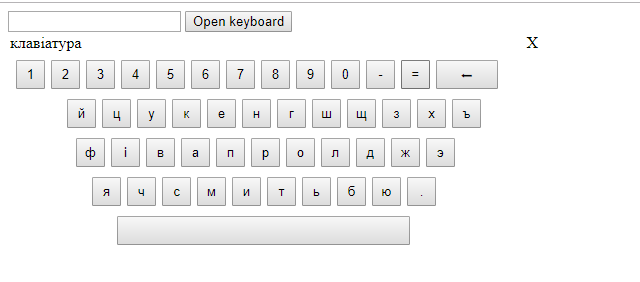 Open keyboard
клавіатура X
1 2 3 4 5 6 7 8 9 0 - = ←
й ц у к е н г ш щ з х ъ
ф і в а п р о л д ж э
я ч с м и т ь б ю .